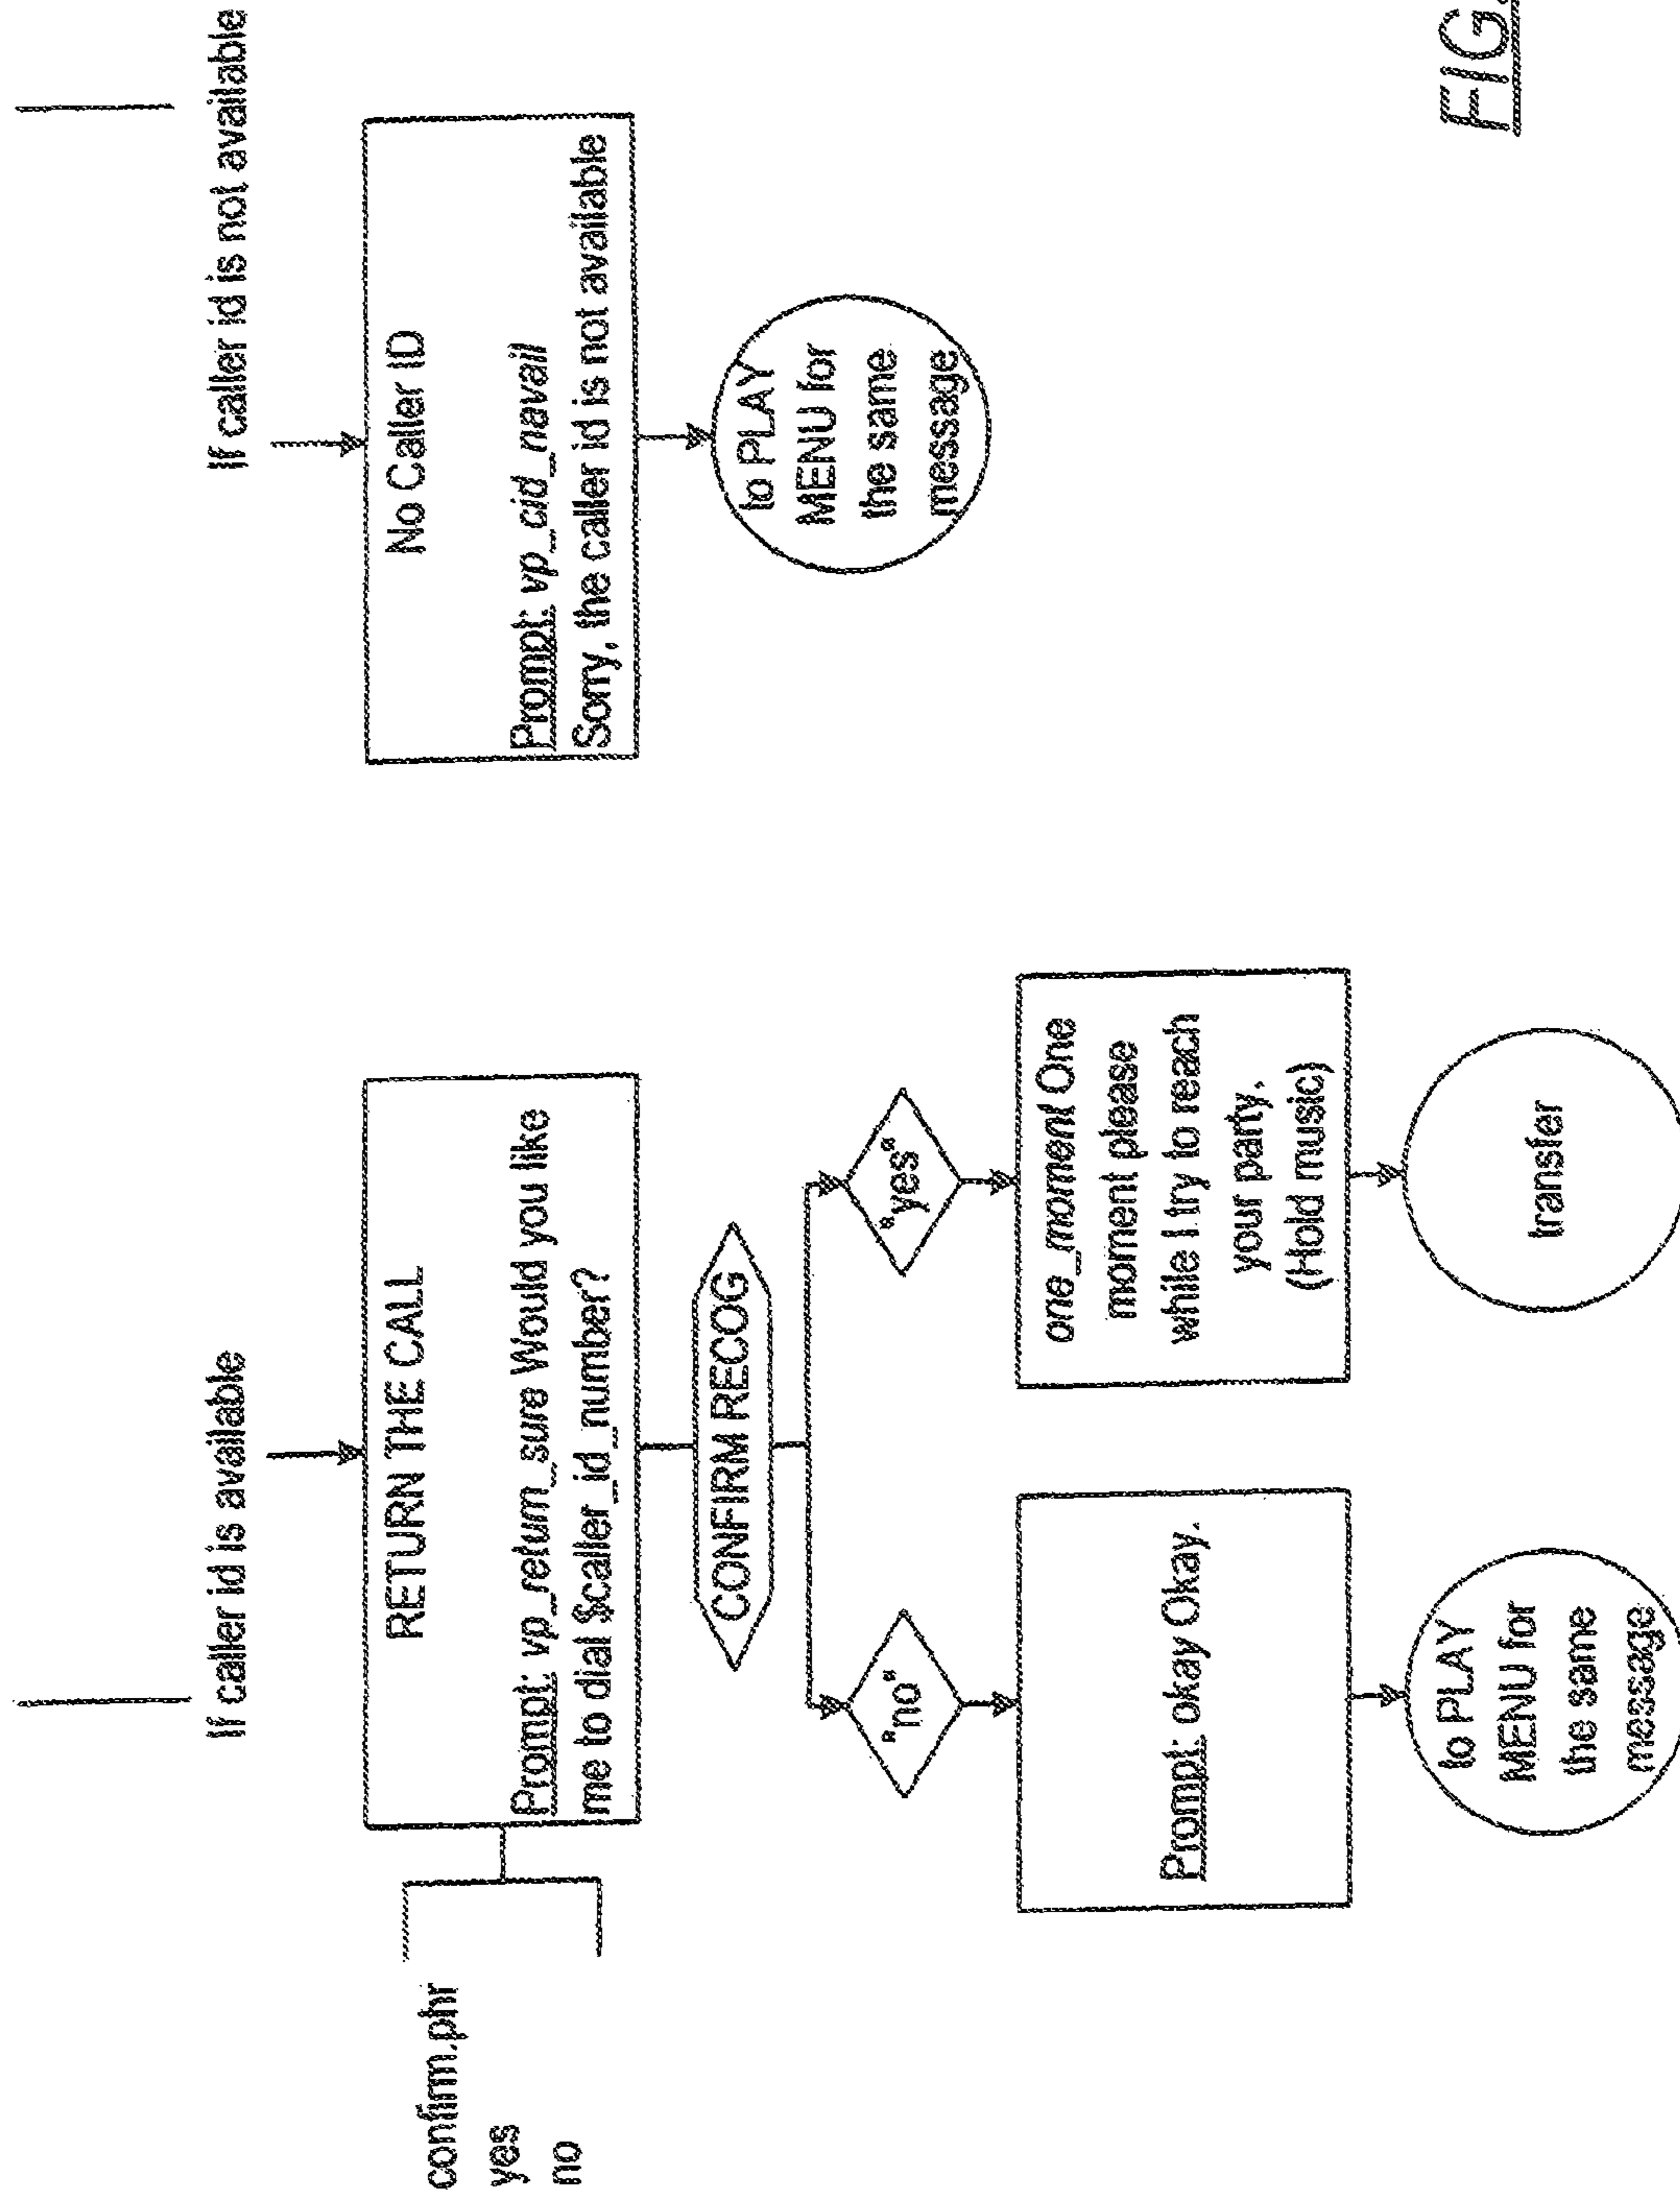 If caller id is available
RETURN THE CALL
Prompt: vp_return_sure Would you like
me to dial $caller_id_number?
confirm.phr
yes
no
CONFIRM RECOG
"no"
Prompt: okay Okay.
to PLAY
MENU for
the same
message
"yes"
one_moment One
moment please
while I try to reach
your party.
(Hold music)
transfer
If caller id is not available
No Caller ID
Prompt: vp_cid_navail
Sorry, the caller id is not available
to PLAY
MENU for
the same
message
FIG.